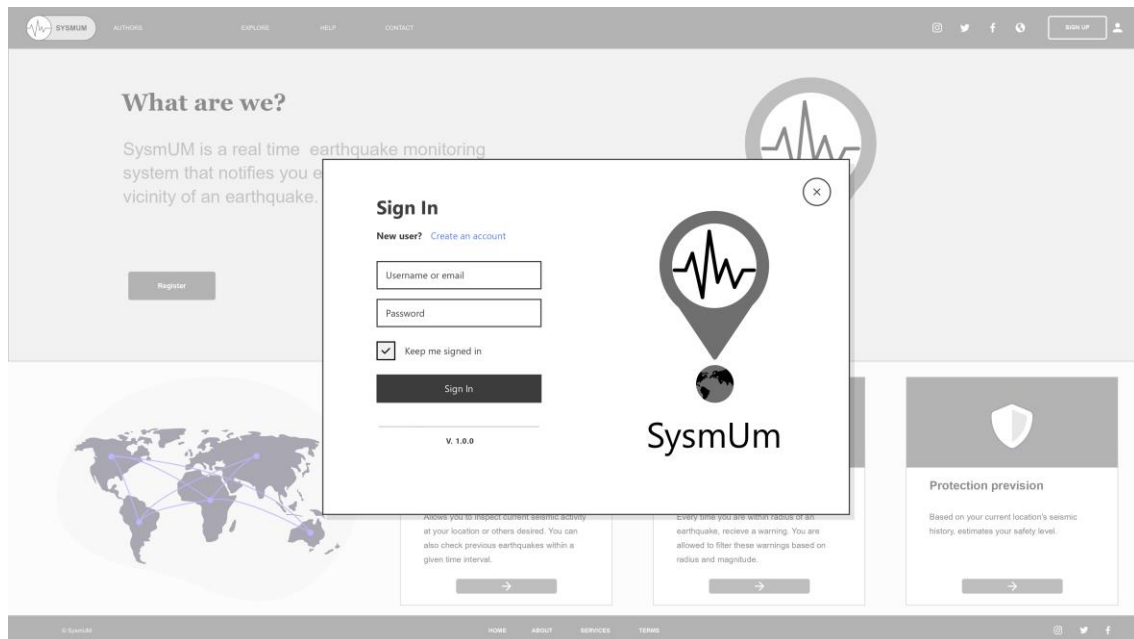 SYSMUM
AUTHORS
EXPLORE
HELP
CONTACT
SIGN UP
What are we?
SysmUM is a real time earthquake monitoring
system that notifies you e
vicinity of an earthquake.
Register
Sign In
New user? Create an account
Username or email
Password
Keep me signed in
Sign In
V. 1.0.0
SysmUm
Allows you to inspect current seismic activity
at your location or others desired. You can
also check previous earthquakes within a
given time interval.
Every time you are within radius of an
earthquake, recieve a warning. You are
allowed to filter these warnings based on
radius and magnitude.
Protection prevision
Based on your current location's seismic
history, estimates your safety level.
© SysmUM
HOME
ABOUT
SERVICES
TERMS